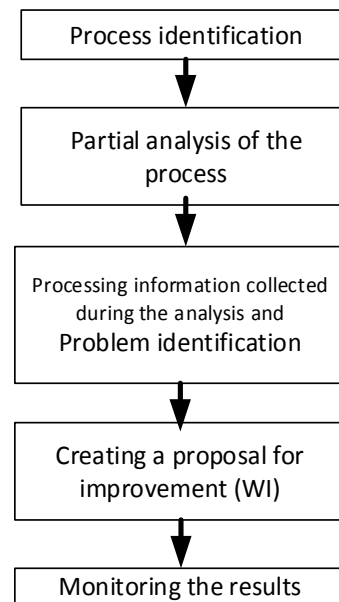 Process identification
Partial analysis of the
process
Processing information collected
during the analysis and
Problem identification
Creating a proposal for
improvement (WI)
Monitoring the results